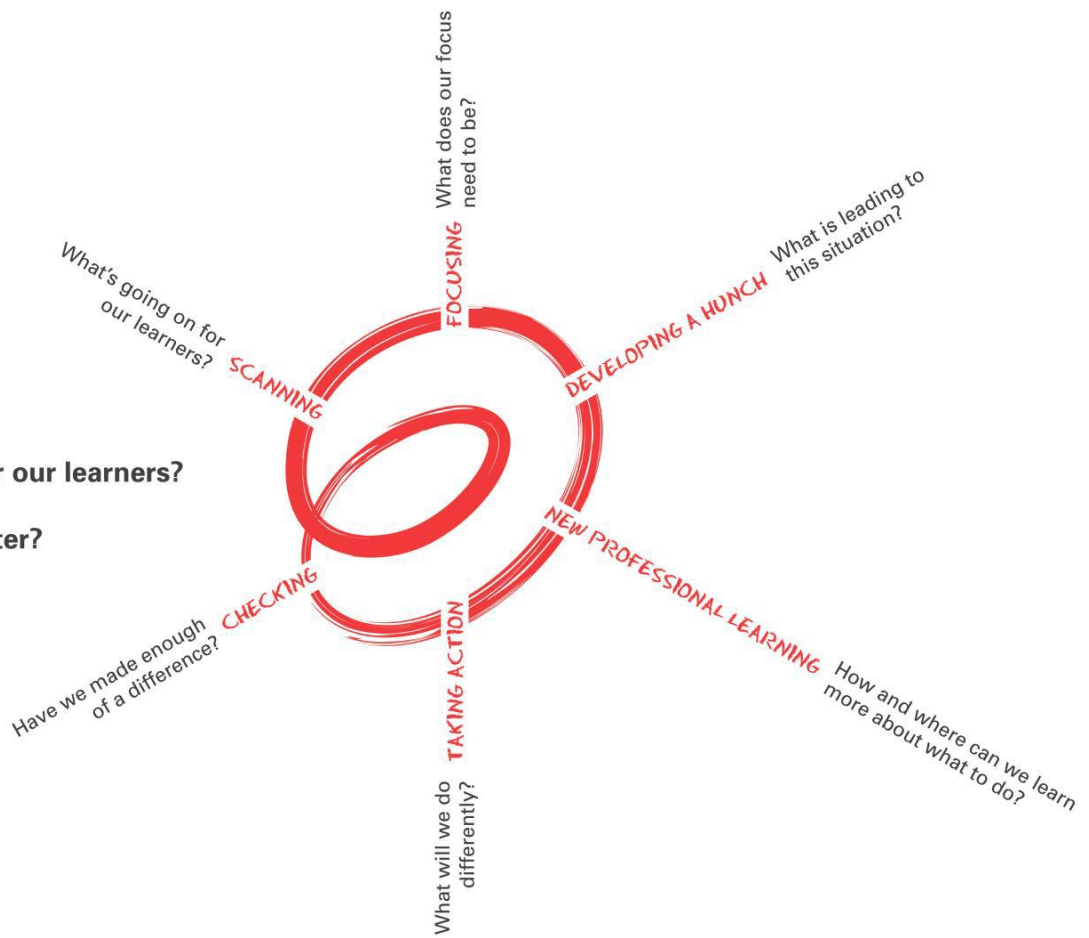 What does our focus
need to be?
FOCUSING
What is leading to
this situation?
DEVELOPING A HUNCH
What's going on for
our learners?
SCANNING
our learners?
NEW PROFESSIONAL LEARNING
How and where can we learn
more about what to do?
CHECKING
Have we made enough
of a difference?
TAKING ACTION
What will we do
differently?